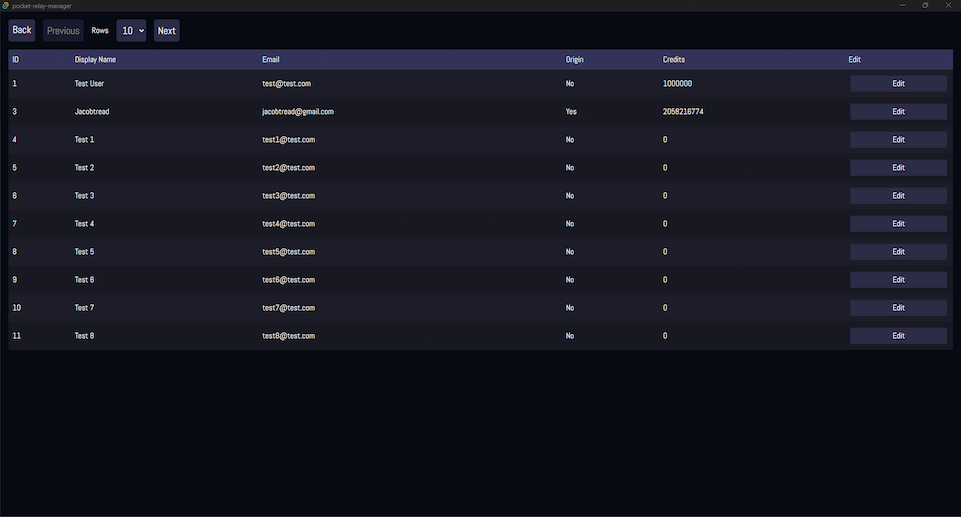 pocket-relay-manager
Back Previous Rows 10 Next
ID Display Name Email Origin Credits Edit
1 Test User test@test.com No 1000000 Edit
3 Jacobtread jacobtread@gmail.com Yes 2058216774 Edit
4 Test 1 test1@test.com No 0 Edit
5 Test 2 test2@test.com No 0 Edit
6 Test 3 test3@test.com No 0 Edit
7 Test 4 test4@test.com No 0 Edit
8 Test 5 test5@test.com No 0 Edit
9 Test 6 test6@test.com No 0 Edit
10 Test 7 test7@test.com No 0 Edit
11 Test 8 test8@test.com No 0 Edit